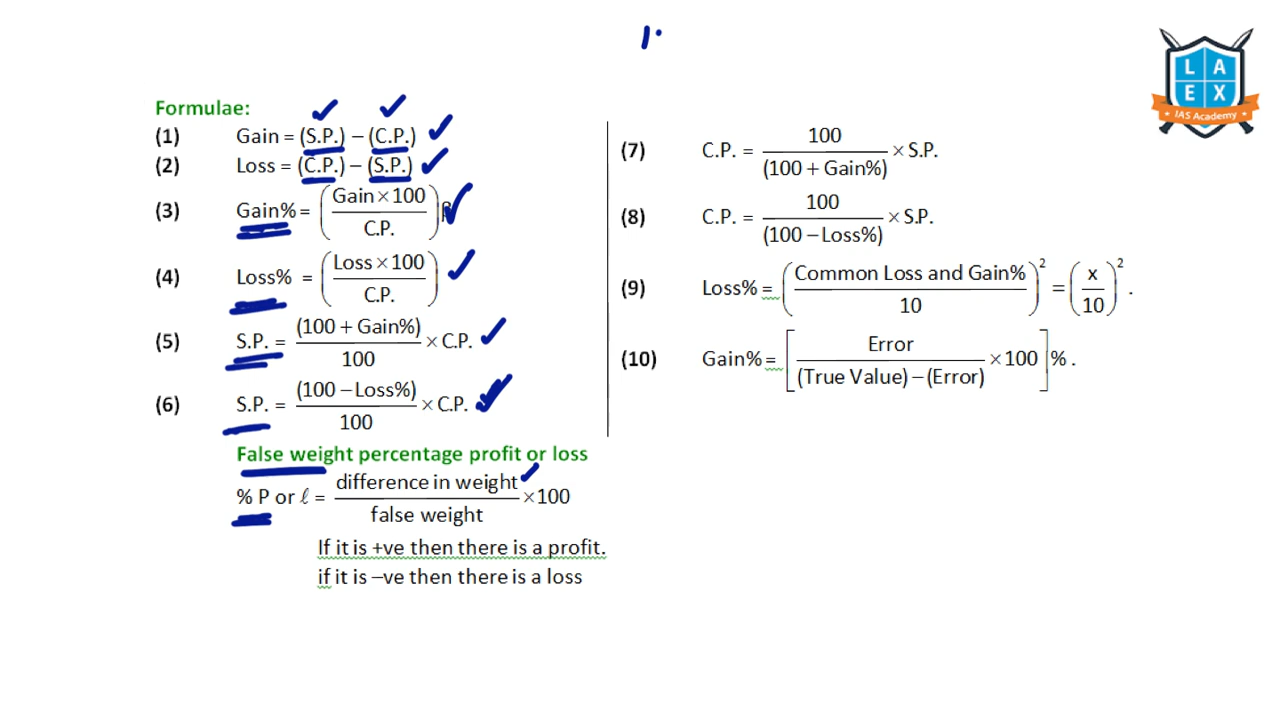 Formulae:
(1) Gain = (S.P.) − (C.P.)
(2) Loss = (C.P.) − (S.P.)
(3) Gain% = (Gain×100 / C.P.)
(4) Loss% = (Loss×100 / C.P.)
(5) S.P. = (100 + Gain%) / 100 × C.P.
(6) S.P. = (100 − Loss%) / 100 × C.P.
False weight percentage profit or loss
% P or ℓ = difference in weight / false weight ×100
If it is +ve then there is a profit.
if it is −ve then there is a loss
(7) C.P. = 100 / (100 + Gain%) × S.P.
(8) C.P. = 100 / (100 − Loss%) × S.P.
(9) Loss% = (Common Loss and Gain% / 10)² = (x / 10)².
(10) Gain% = [Error / (True Value) − (Error) × 100]% .
L A
E X
IAS Academy